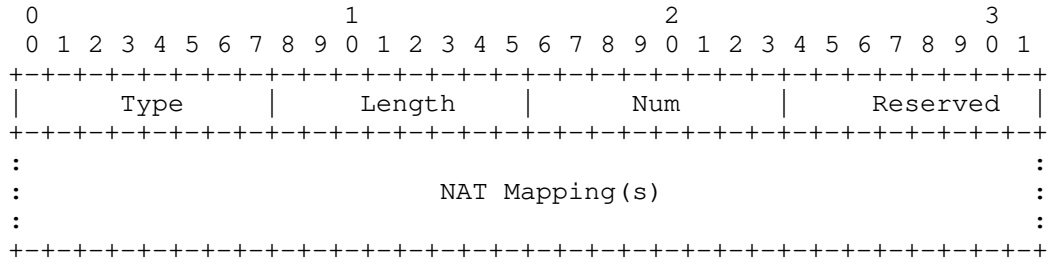 0                   1                   2                   3
 0 1 2 3 4 5 6 7 8 9 0 1 2 3 4 5 6 7 8 9 0 1 2 3 4 5 6 7 8 9 0 1
+-+-+-+-+-+-+-+-+-+-+-+-+-+-+-+-+-+-+-+-+-+-+-+-+-+-+-+-+-+-+-+-+
|      Type     |     Length    |      Num      |     Reserved  |
+-+-+-+-+-+-+-+-+-+-+-+-+-+-+-+-+-+-+-+-+-+-+-+-+-+-+-+-+-+-+-+-+
:                                                               :
:                          NAT Mapping(s)                       :
:                                                               :
+-+-+-+-+-+-+-+-+-+-+-+-+-+-+-+-+-+-+-+-+-+-+-+-+-+-+-+-+-+-+-+-+